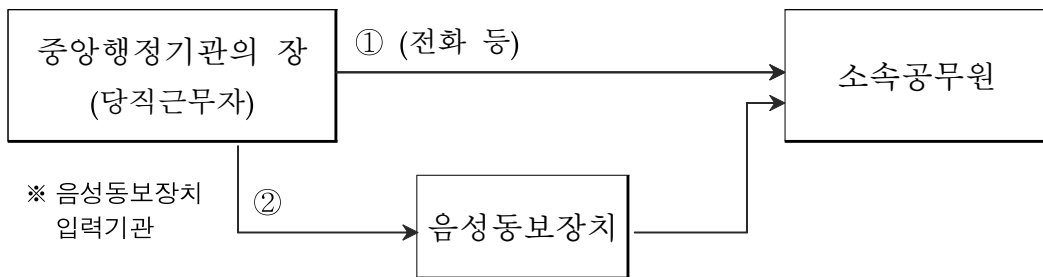 중앙행정기관의 장
(당직근무자)
① (전화 등)
소속공무원
※ 음성동보장치
입력기관
②
음성동보장치